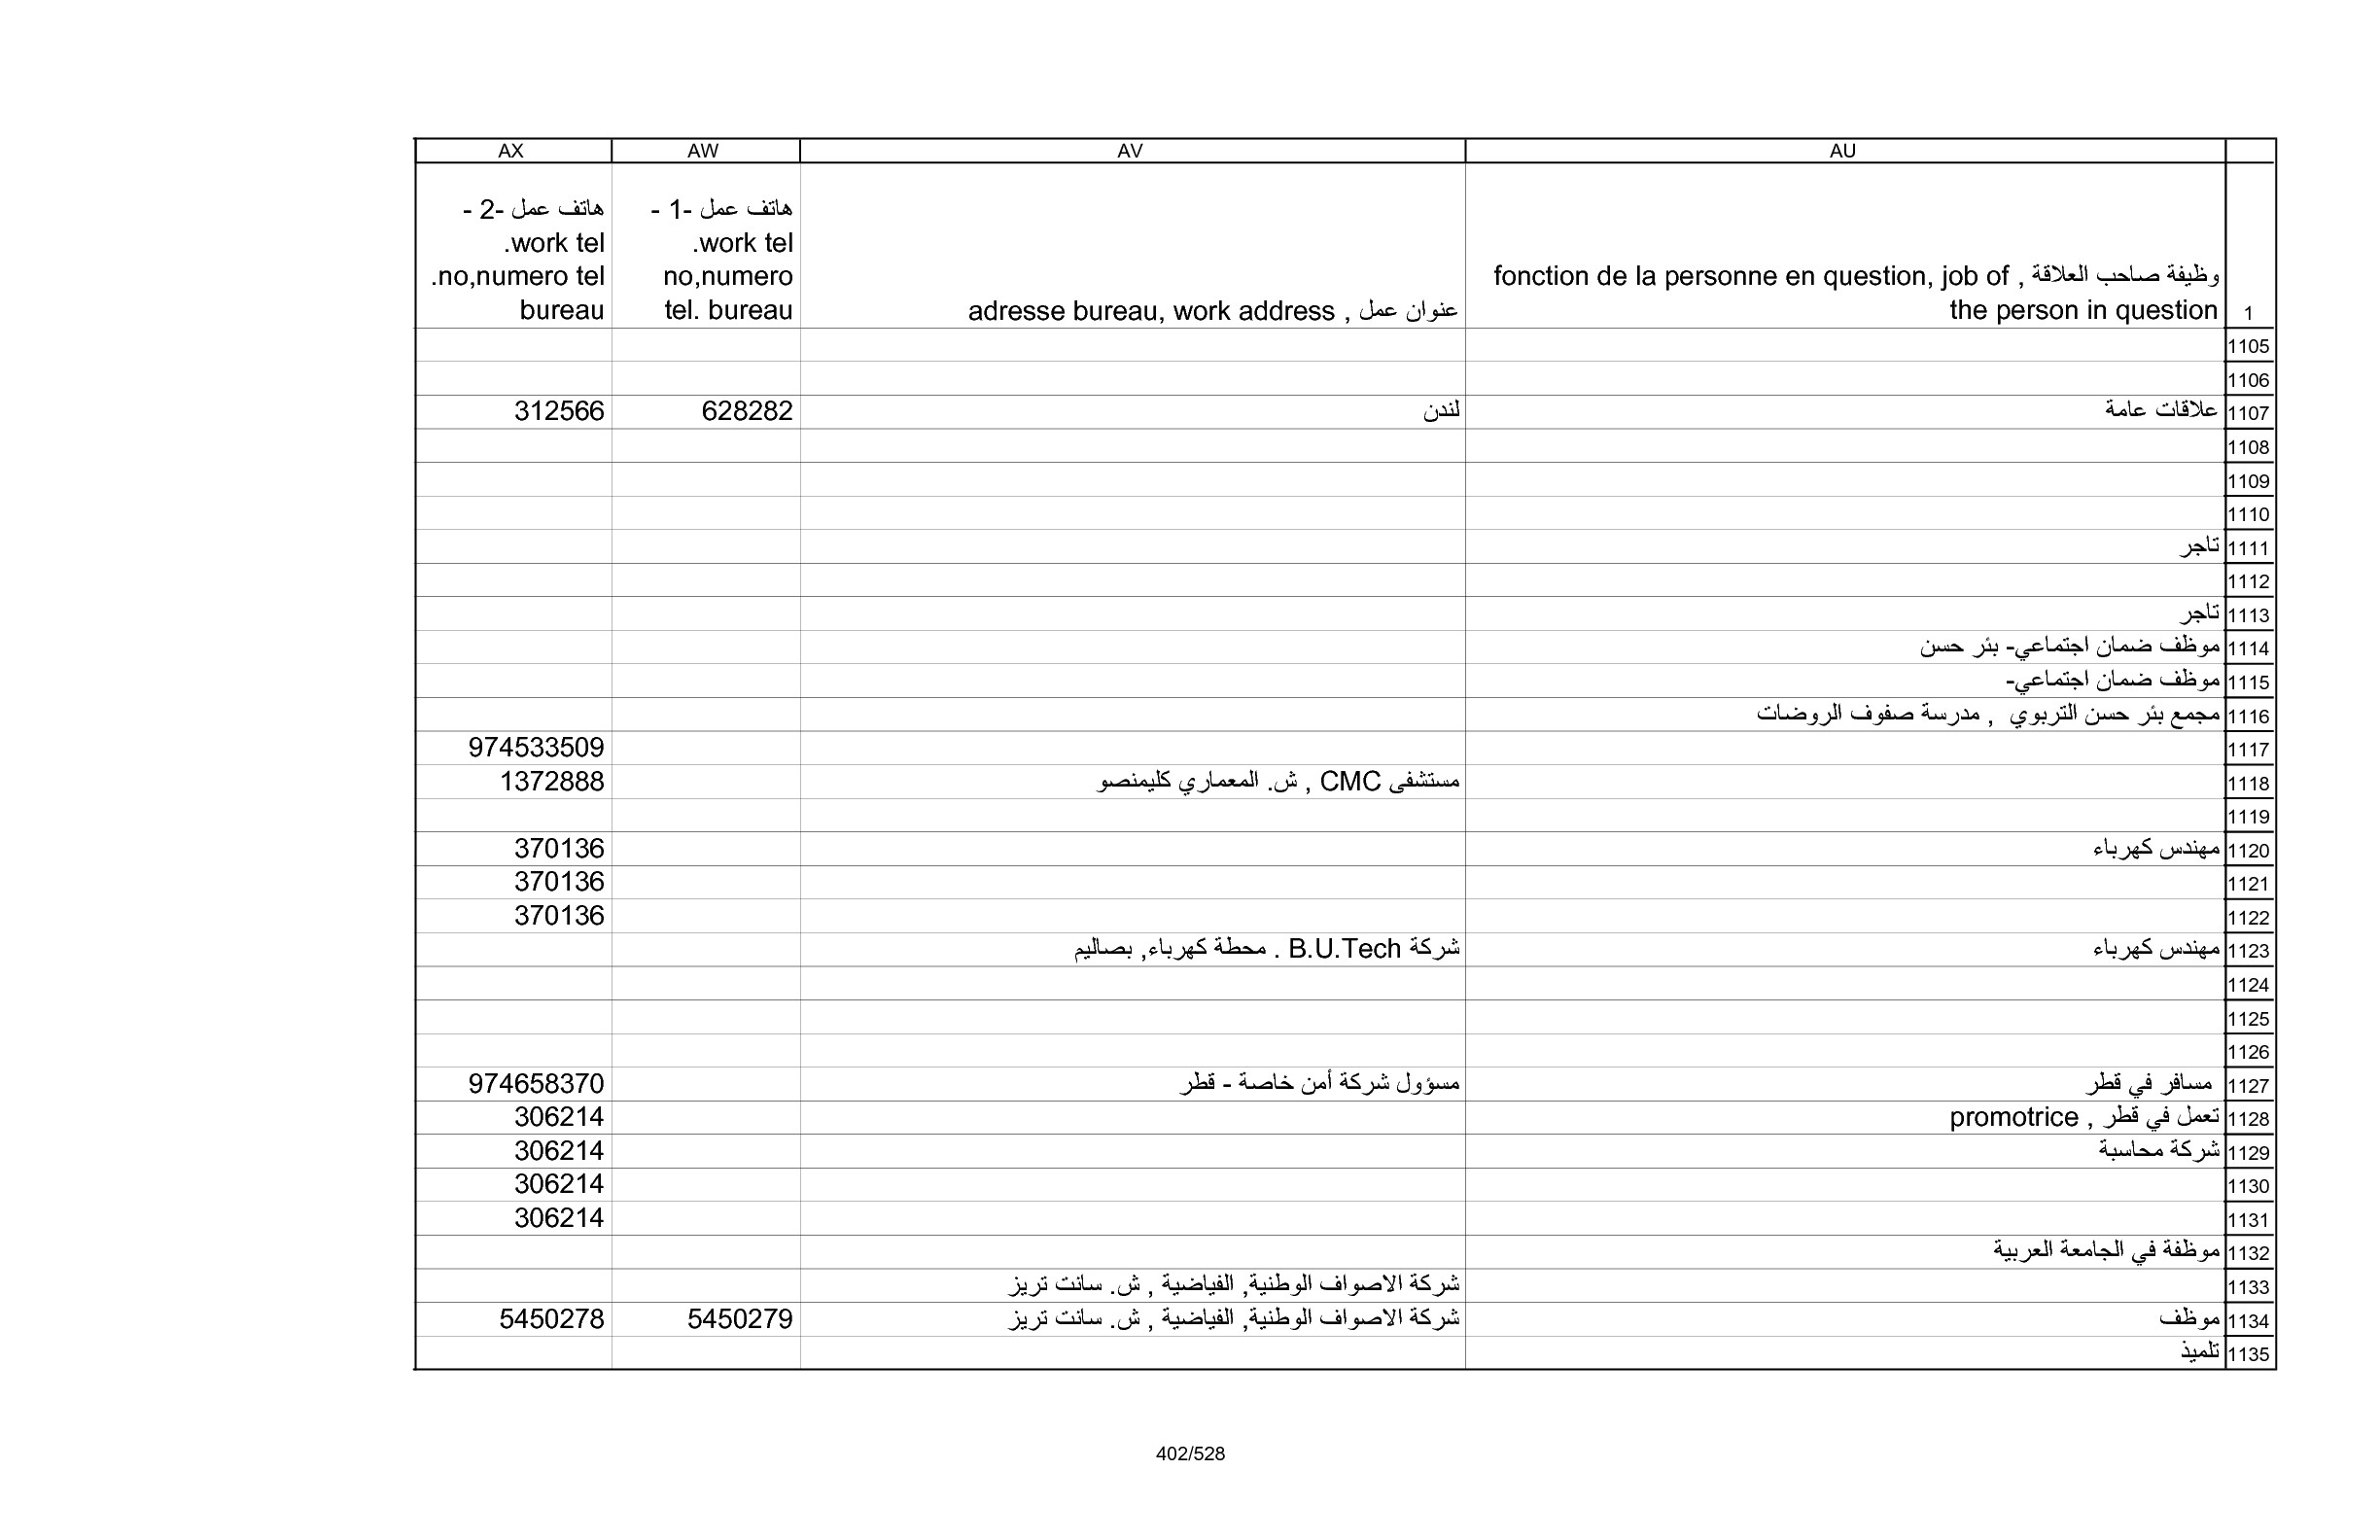 AU AV AW AX
1 وظيفة صاحب العلاقة , fonction de la personne en question, job of the person in question عنوان عمل , adresse bureau, work address هاتف عمل -1 - work tel. no,numero tel. bureau هاتف عمل -2 - work tel. no,numero tel. bureau
1105
1106
1107 علاقات عامة لندن 628282 312566
1108
1109
1110
1111 تاجر
1112
1113 تاجر
1114 موظف ضمان اجتماعي- بئر حسن
1115 موظف ضمان اجتماعي-
1116 مجمع بئر حسن التربوي , مدرسة صفوف الروضات
1117 974533509
1118 مستشفى CMC , ش. المعماري كليمنصو 1372888
1119
1120 مهندس كهرباء 370136
1121 370136
1122 370136
1123 مهندس كهرباء شركة B.U.Tech . محطة كهرباء, بصاليم
1124
1125
1126
1127 مسافر في قطر مسؤول شركة أمن خاصة - قطر 974658370
1128 تعمل في قطر , promotrice 306214
1129 شركة محاسبة 306214
1130 306214
1131 306214
1132 موظفة في الجامعة العربية
1133 شركة الاصواف الوطنية, الفياضية , ش. سانت تريز
1134 موظف شركة الاصواف الوطنية, الفياضية , ش. سانت تريز 5450279 5450278
1135 تلميذ
402/528